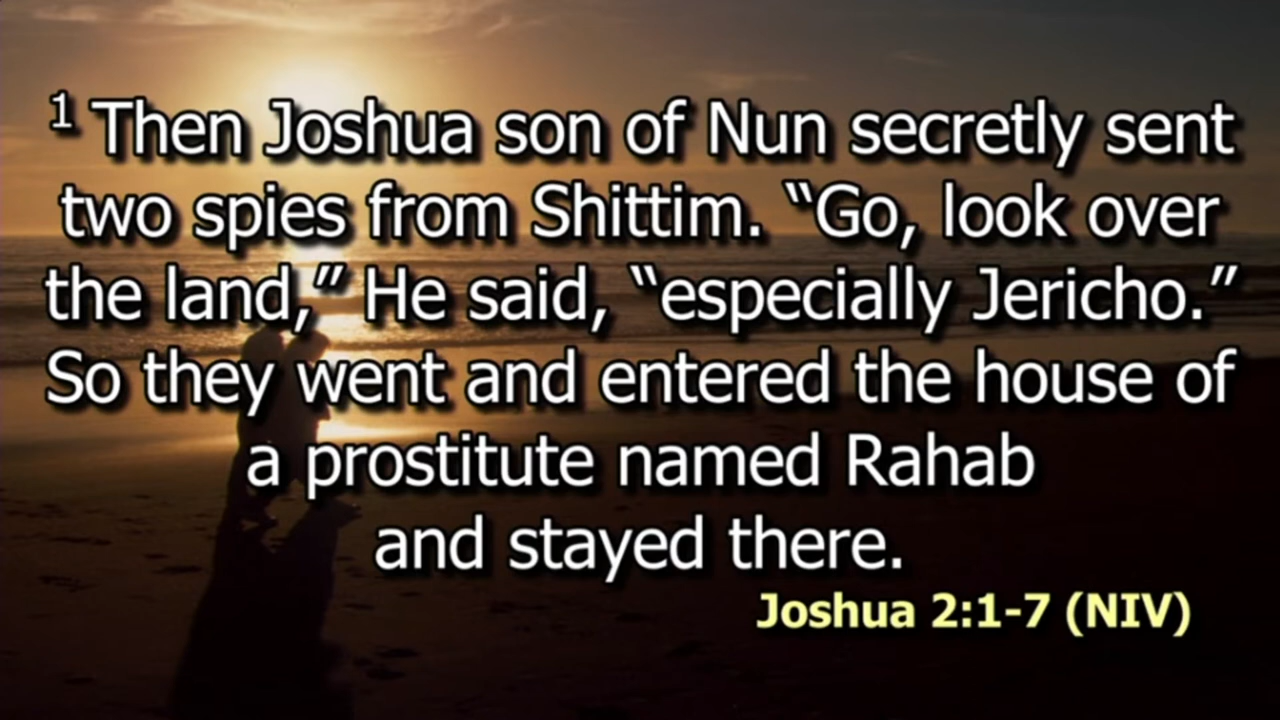 1 Then Joshua son of Nun secretly sent
two spies from Shittim. “Go, look over
the land,” He said, “especially Jericho.”
So they went and entered the house of
a prostitute named Rahab
and stayed there.
Joshua 2:1-7 (NIV)